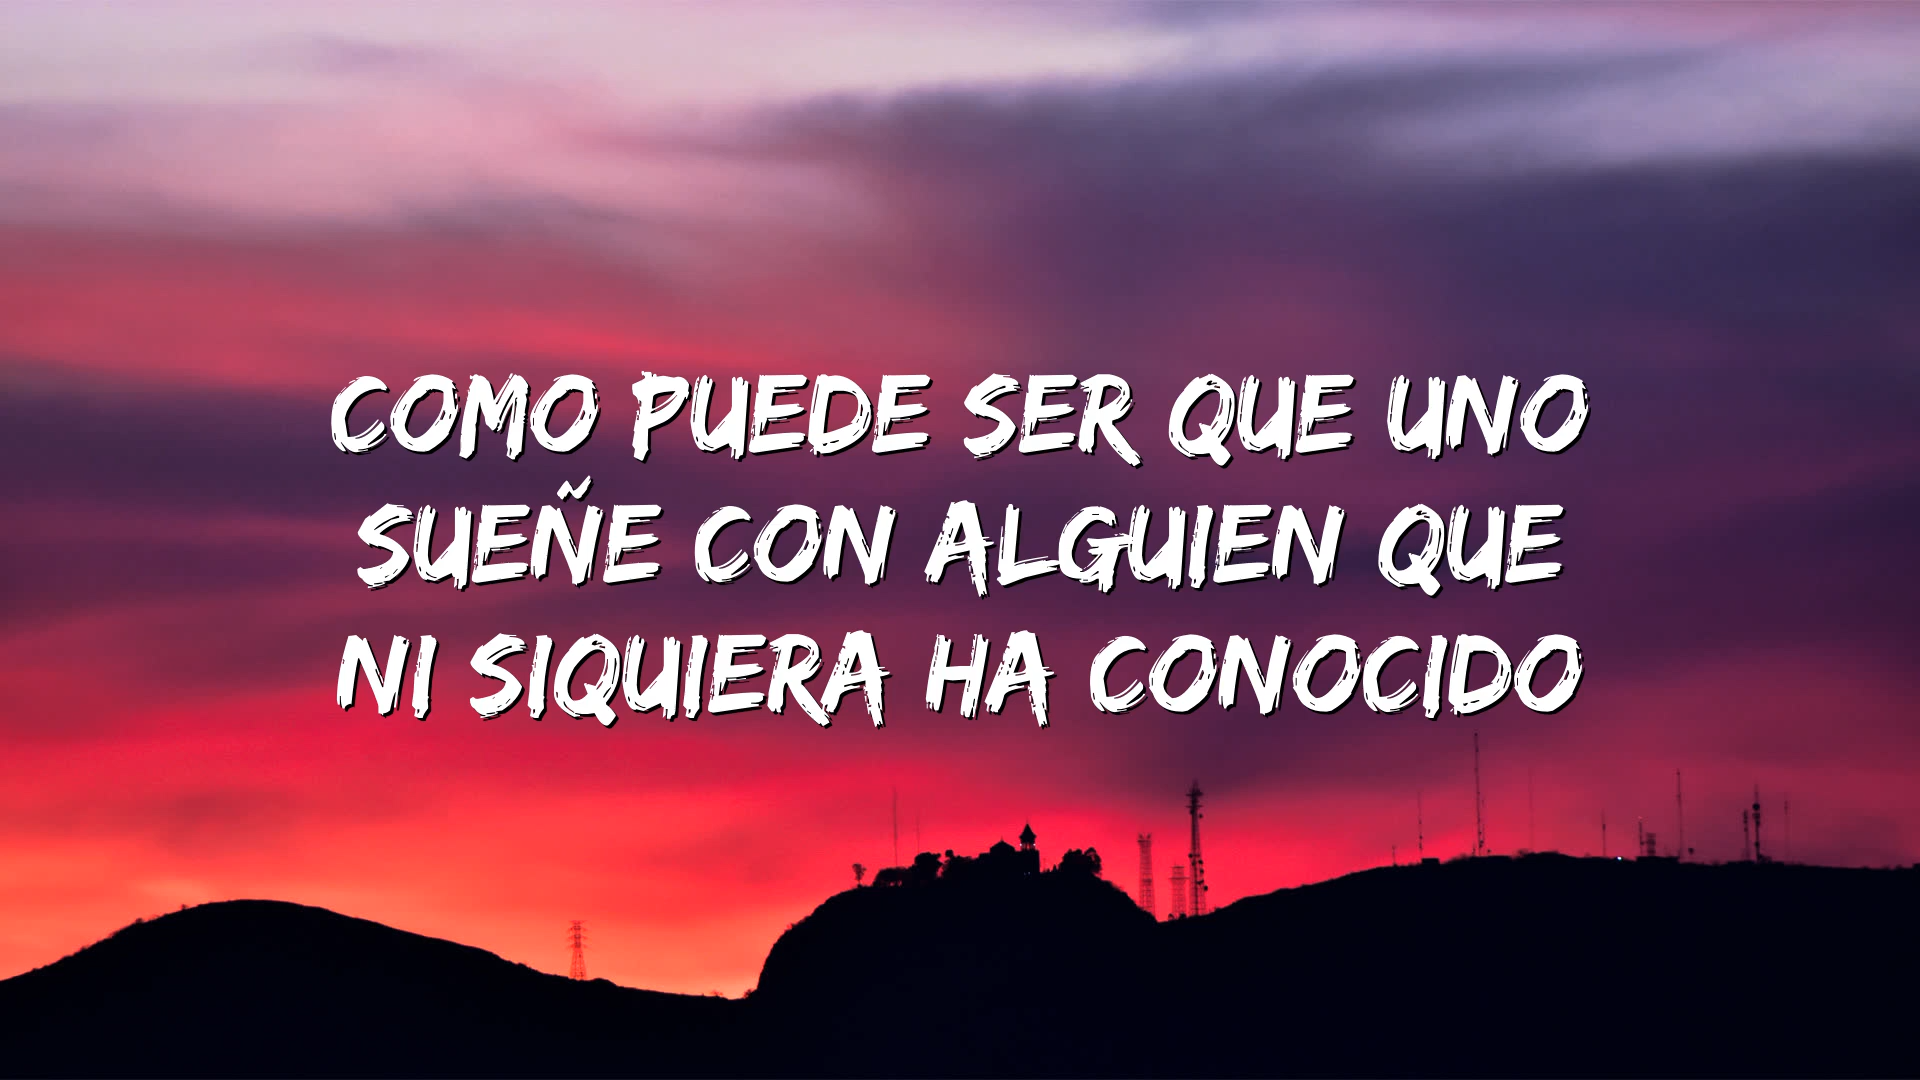 COMO PUEDE SER QUE UNO
SUEÑE CON ALGUIEN QUE
NI SIQUIERA HA CONOCIDO